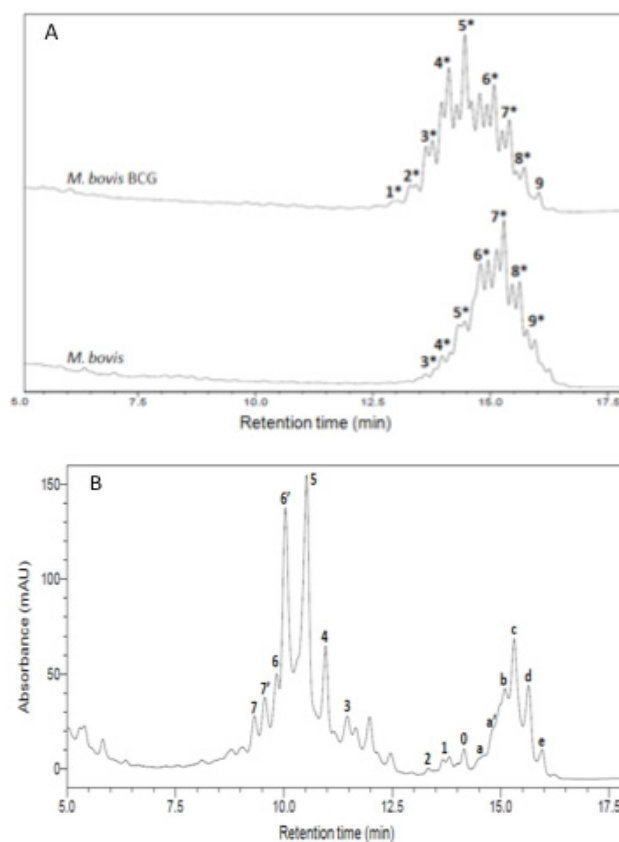 A
5*
4*
6*
7*
3*
8*
2*
1*
9
M. bovis BCG
7*
6*
8*
5*
9*
4*
3*
M. bovis
5.0 7.5 10.0 12.5 15.0 17.5
Retention time (min)
B
150
100
50
0
Absorbance (mAU)
5
6'
4
6
7'
7
3
c
b
d
a'
0
a
1
2
e
5.0 7.5 10.0 12.5 15.0 17.5
Retention time (min)